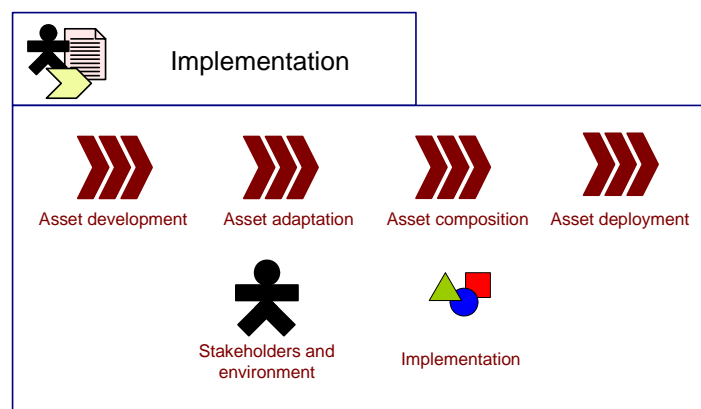 Implementation
Asset development
Asset adaptation
Asset composition
Asset deployment
Stakeholders and
environment
Implementation